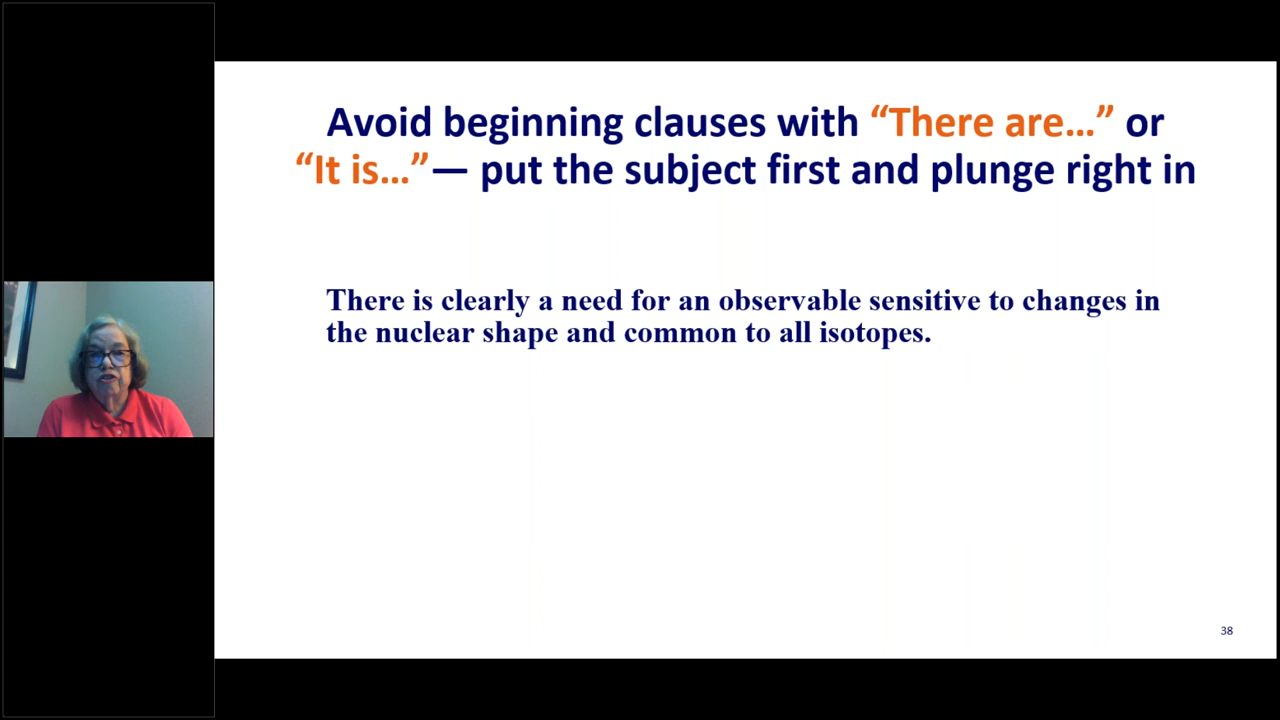 Avoid beginning clauses with “There are…” or
“It is…”— put the subject first and plunge right in
There is clearly a need for an observable sensitive to changes in
the nuclear shape and common to all isotopes.
38